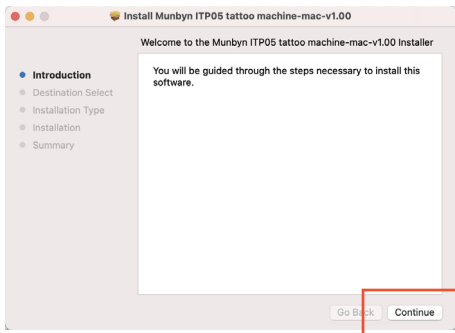 Install Munbyn ITP05 tattoo machine-mac-v1.00
Welcome to the Munbyn ITP05 tattoo machine-mac-v1.00 Installer
Introduction
Destination Select
Installation Type
Installation
Summary
You will be guided through the steps necessary to install this
software.
Go Back
Continue